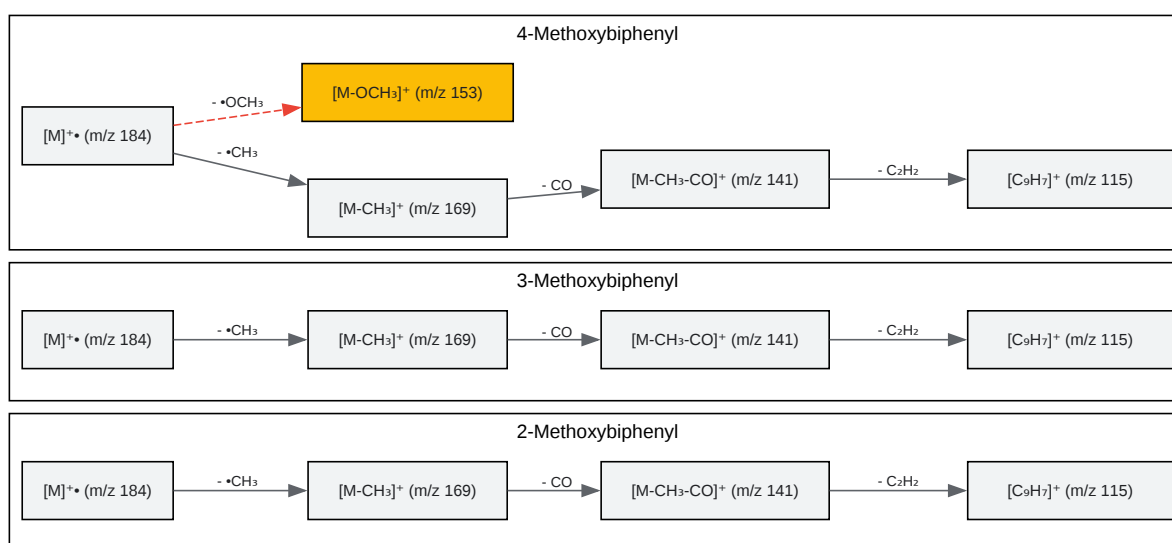 4-Methoxybiphenyl
[M-OCH₃]⁺ (m/z 153)
- •OCH₃
[M]⁺• (m/z 184)
- •CH₃
[M-CH₃]⁺ (m/z 169)
- CO
[M-CH₃-CO]⁺ (m/z 141)
- C₂H₂
[C₉H₇]⁺ (m/z 115)
3-Methoxybiphenyl
[M]⁺• (m/z 184)
- •CH₃
[M-CH₃]⁺ (m/z 169)
- CO
[M-CH₃-CO]⁺ (m/z 141)
- C₂H₂
[C₉H₇]⁺ (m/z 115)
2-Methoxybiphenyl
[M]⁺• (m/z 184)
- •CH₃
[M-CH₃]⁺ (m/z 169)
- CO
[M-CH₃-CO]⁺ (m/z 141)
- C₂H₂
[C₉H₇]⁺ (m/z 115)